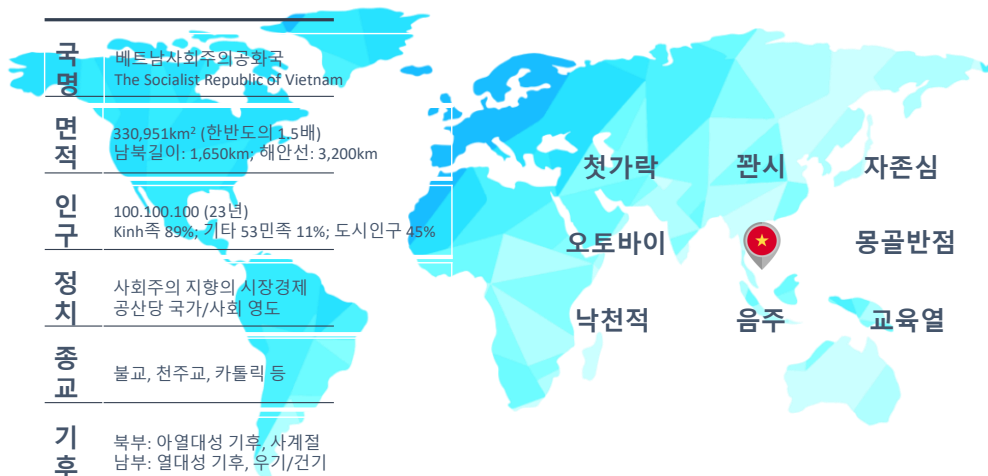 국명
베트남사회주의공화국
The Socialist Republic of Vietnam
면적
330,951km² (한반도의 1.5배)
남북길이: 1,650km; 해안선: 3,200km
인구
100.100.100 (23년)
Kinh족 89%; 기타 53민족 11%; 도시인구 45%
정치
사회주의 지향의 시장경제
공산당 국가/사회 영도
종교
불교, 천주교, 카톨릭 등
기후
북부: 아열대성 기후, 사계절
남부: 열대성 기후, 우기/건기
첫가락 꽌시 자존심
오토바이 몽골반점
낙천적 음주 교육열